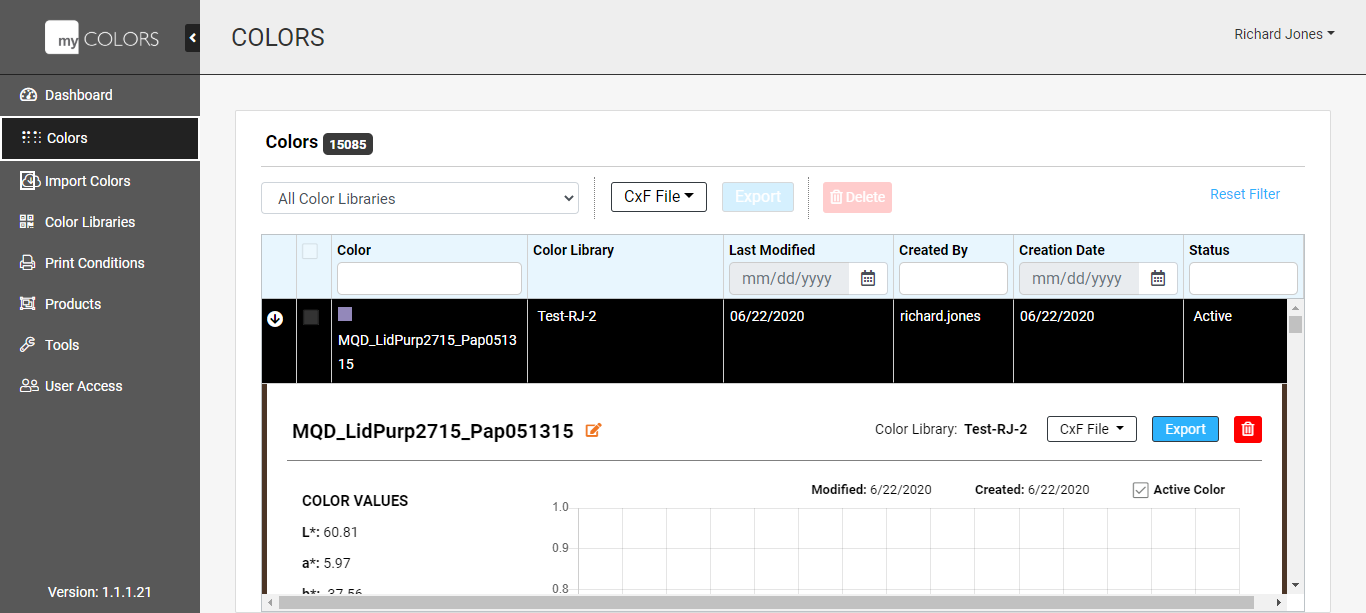 my COLORS
COLORS
Richard Jones
Dashboard
Colors
Import Colors
Color Libraries
Print Conditions
Products
Tools
User Access
Version: 1.1.1.21
Colors 15085
All Color Libraries
CxF File
Export
Delete
Reset Filter
Color
Color Library
Last Modified
Created By
Creation Date
Status
mm/dd/yyyy
mm/dd/yyyy
MQD_LidPurp2715_Pap0513
15
Test-RJ-2
06/22/2020
richard.jones
06/22/2020
Active
MQD_LidPurp2715_Pap051315
Color Library: Test-RJ-2
CxF File
Export
Modified: 6/22/2020
Created: 6/22/2020
Active Color
COLOR VALUES
L*: 60.81
a*: 5.97
b*: -37.56
1.0
0.9
0.8